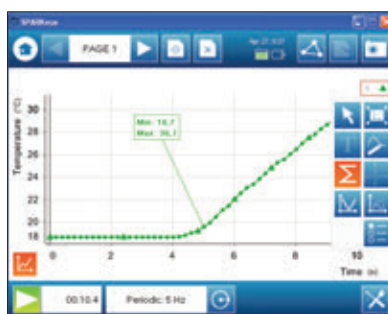 SPARKvue
PAGE 1
Temperature (°C)
30
28
26
24
22
20
18
Min: 18,7
Max: 30,1
0
2
4
6
8
10
Time (s)
00:10.4
Periodic: 5 Hz